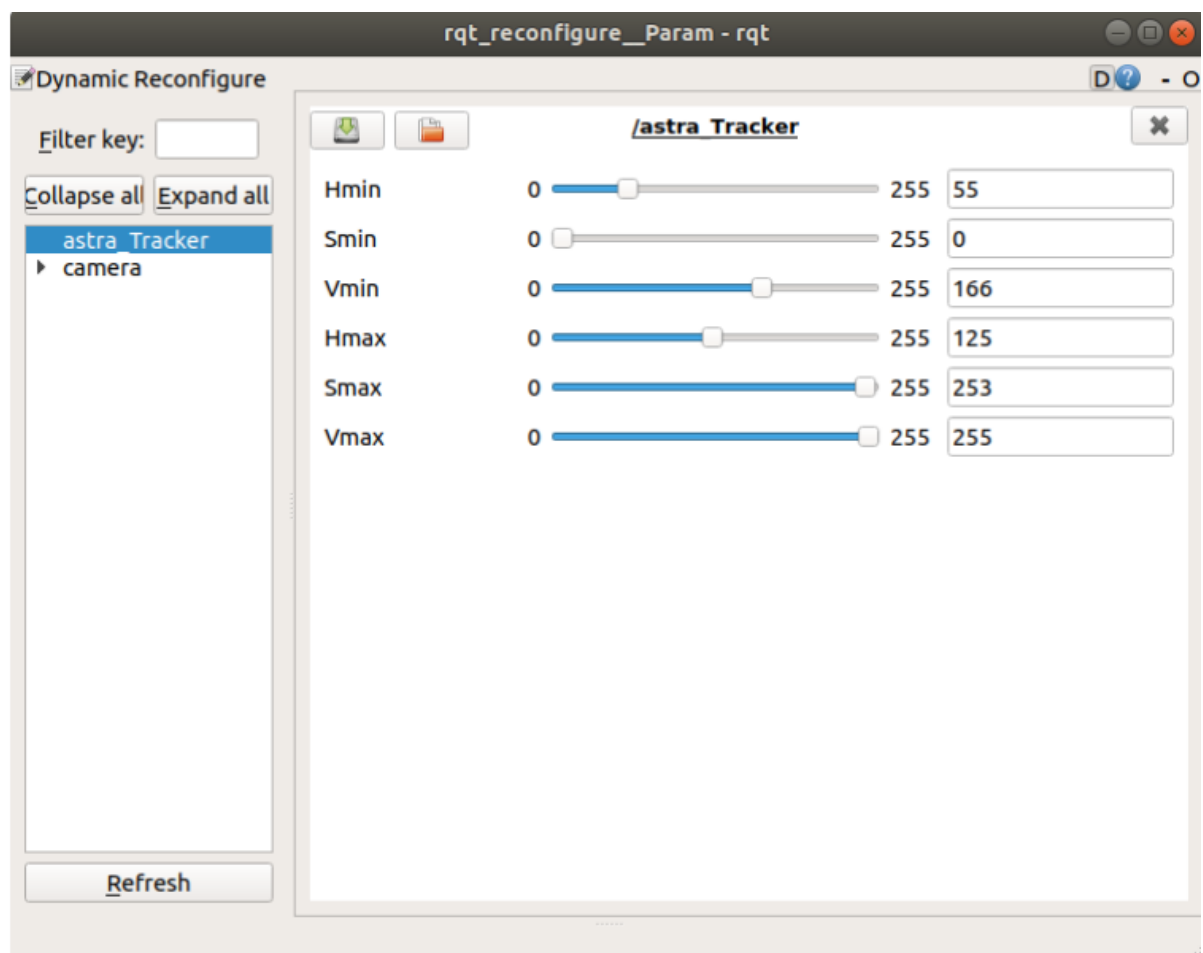 rqt_reconfigure__Param - rqt
Dynamic Reconfigure
D ? - O
Filter key:
Collapse all Expand all
astra_Tracker
camera
Refresh
/astra_Tracker
Hmin 0 255 55
Smin 0 255 0
Vmin 0 255 166
Hmax 0 255 125
Smax 0 255 253
Vmax 0 255 255